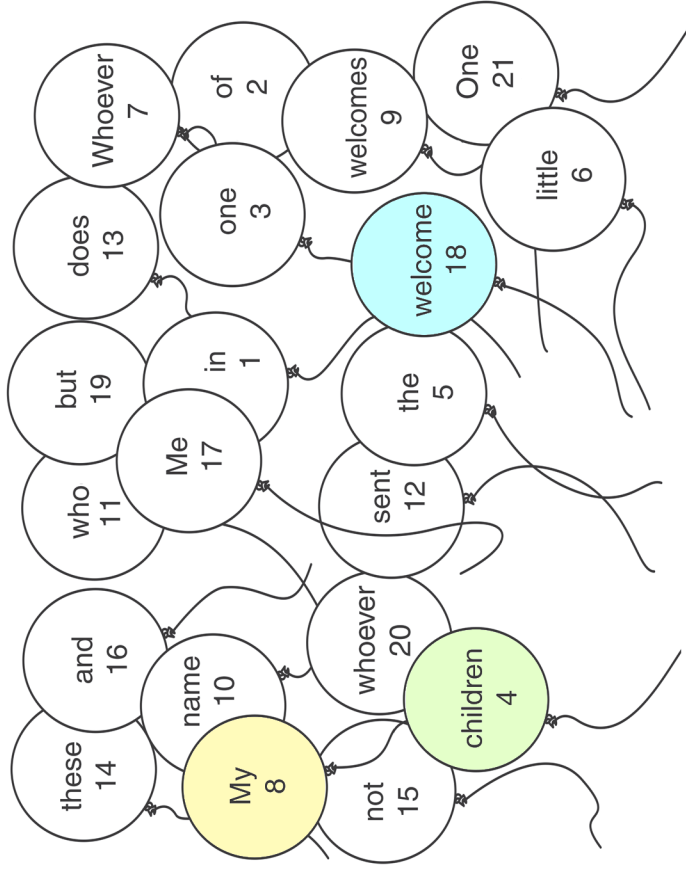 these
14
and
16
who
11
but
19
does
13
Whoever
7
My
8
name
10
Me
17
in
1
one
3
of
2
not
15
whoever
20
sent
12
the
5
welcome
18
welcomes
9
One
21
children
4
little
6